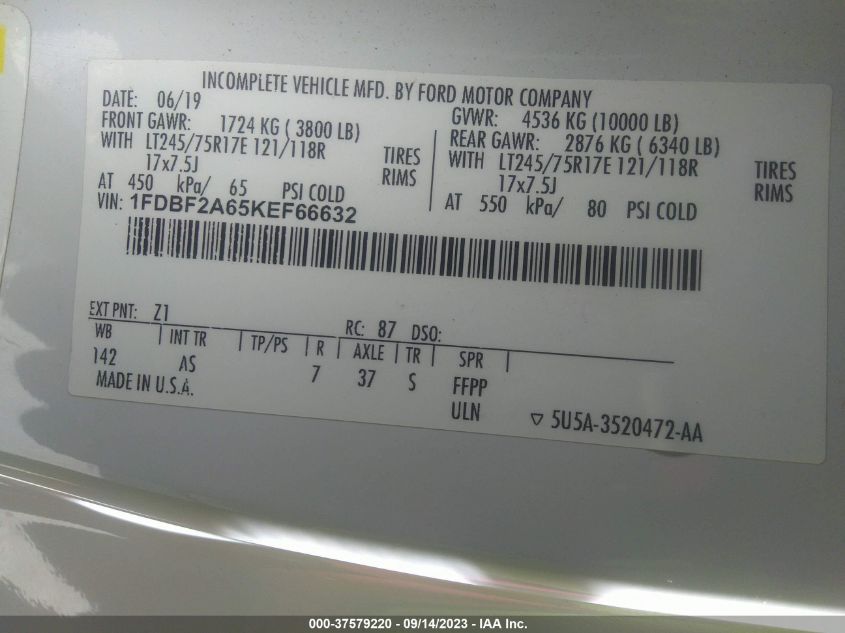 INCOMPLETE VEHICLE MFD. BY FORD MOTOR COMPANY
DATE: 06/19
GVWR: 4536 KG (10000 LB)
FRONT GAWR: 1724 KG ( 3800 LB)
REAR GAWR: 2876 KG ( 6340 LB)
WITH LT245/75R17E 121/118R TIRES
WITH LT245/75R17E 121/118R TIRES
17x7.5J RIMS
17x7.5J RIMS
AT 450 kPa/ 65 PSI COLD
AT 550 kPa/ 80 PSI COLD
VIN: 1FDBF2A65KEF66632
EXT PNT: Z1 RC: 87 DSO:
WB INT TR TP/PS R AXLE TR SPR
142 AS 7 37 S FFPP
MADE IN U.S.A. ULN
5U5A-3520472-AA
000-37579220 - 09/14/2023 - IAA Inc.